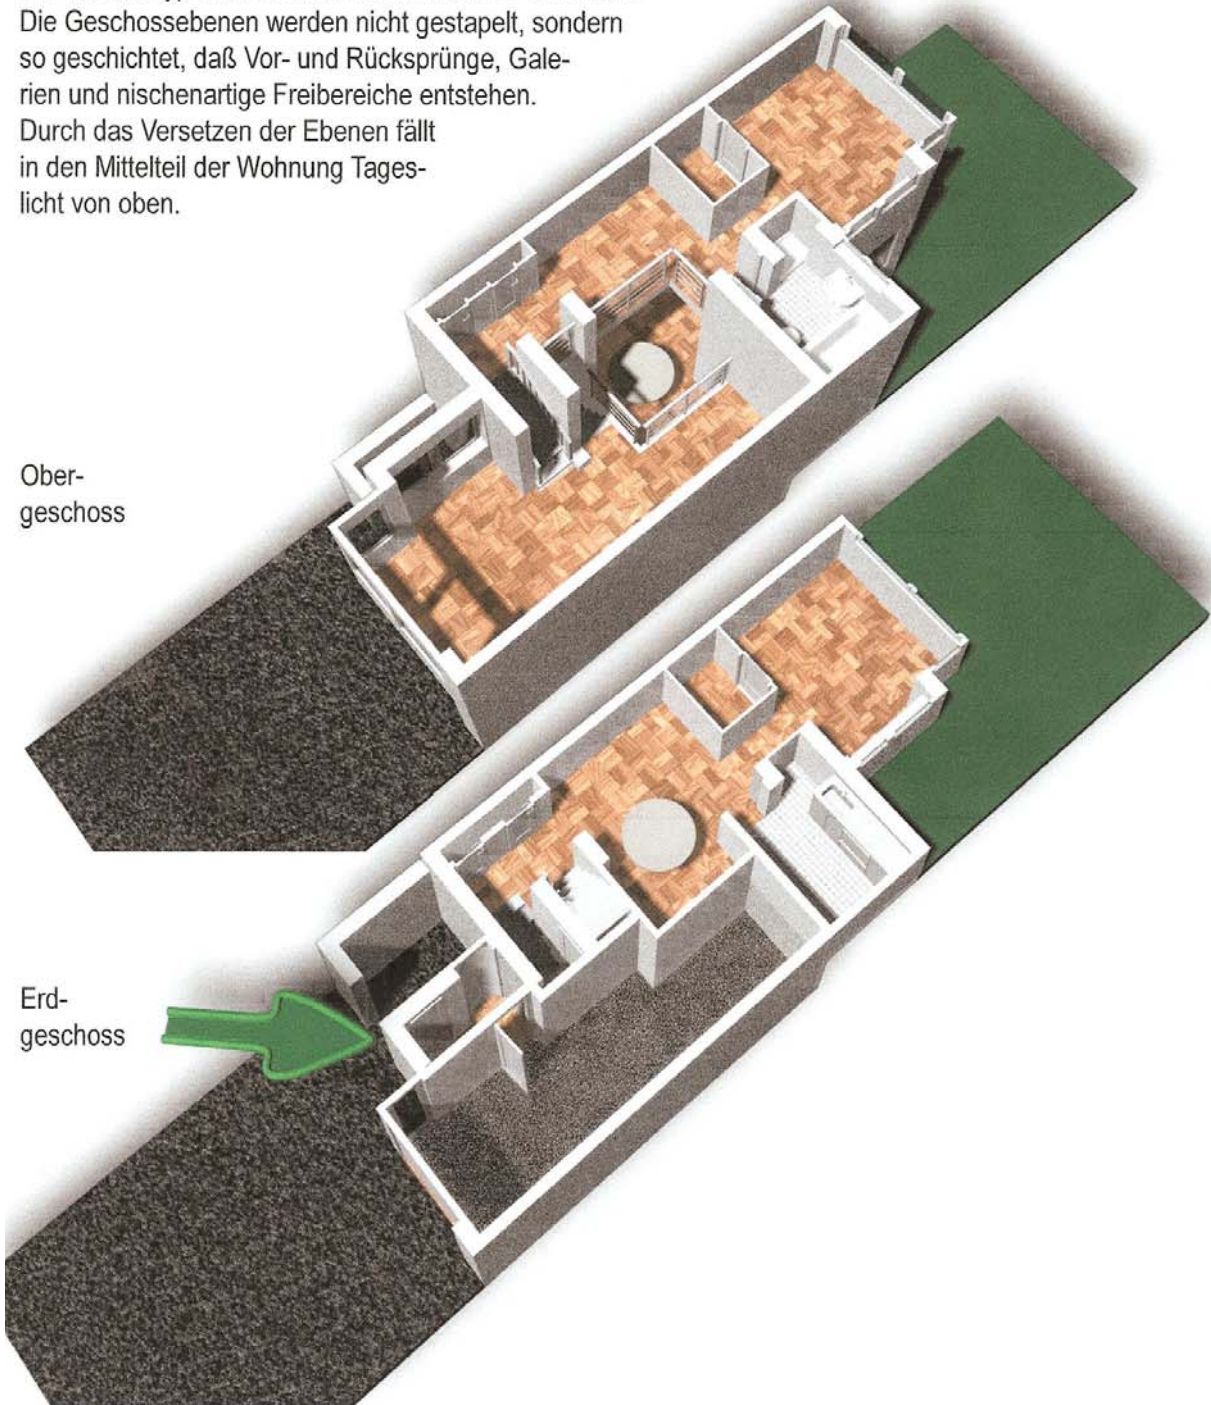 Die Geschossebenen werden nicht gestapelt, sondern
so geschichtet, daß Vor- und Rücksprünge, Gale-
rien und nischenartige Freibereiche entstehen.
Durch das Versetzen der Ebenen fällt
in den Mittelteil der Wohnung Tages-
licht von oben.
Ober-
geschoss
Erd-
geschoss